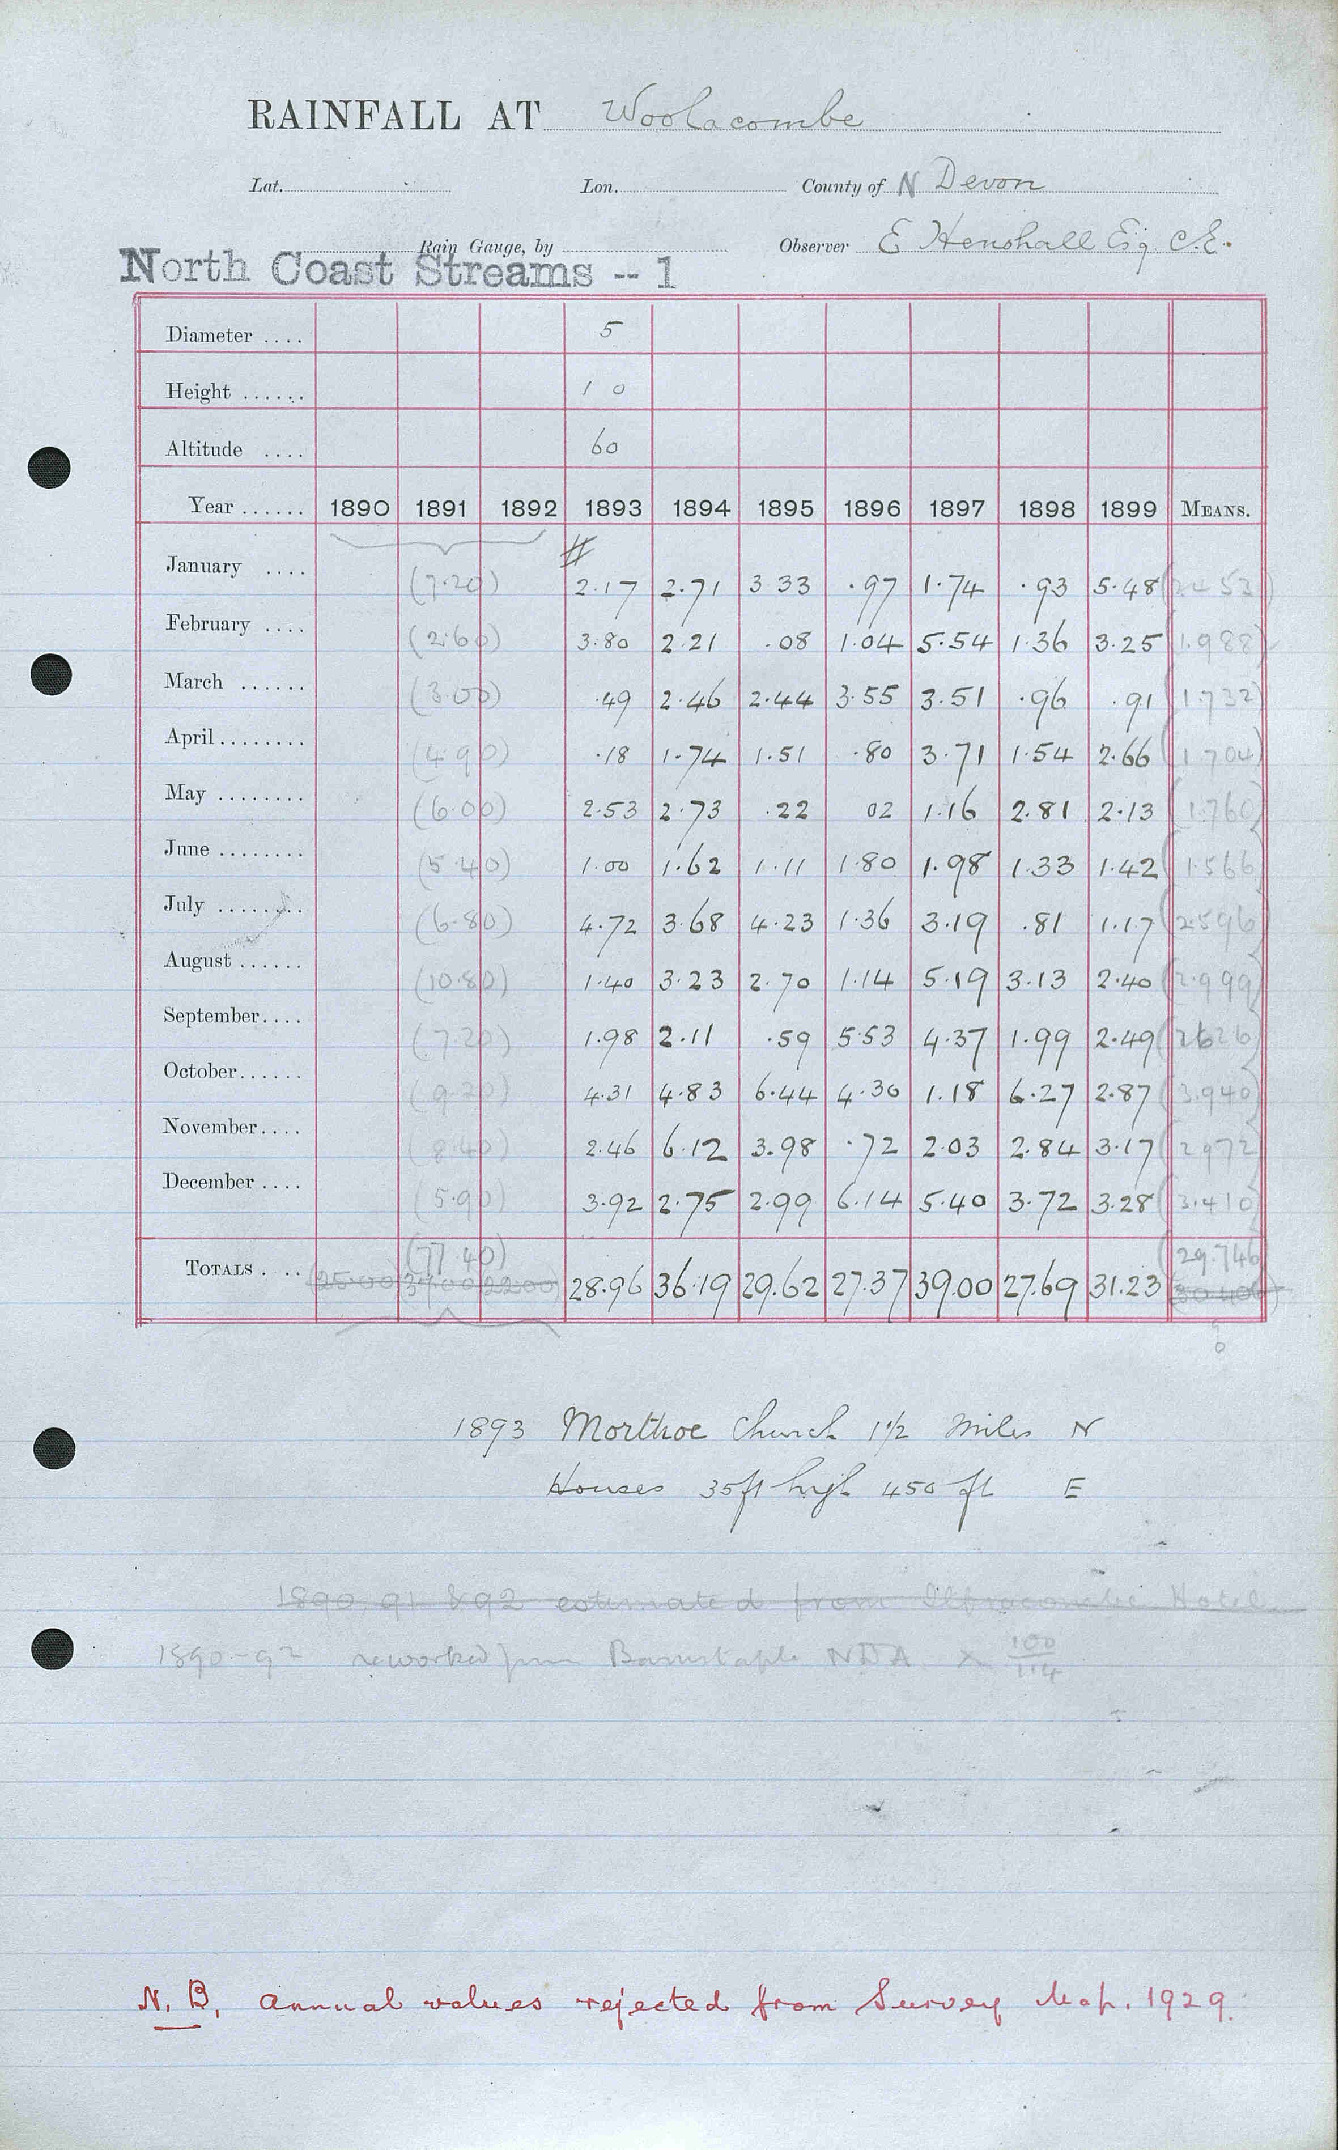 RAINFALL AT Woolacombe
Lat. Lon. County of N Devon
Rain Gauge, by Observer E Henshall Esq C.E.
North Coast Streams -- 1
Diameter .... 5
Height ...... 1 0
Altitude .... 60
Year ...... 1890 1891 1892 1893 1894 1895 1896 1897 1898 1899 MEANS.
January .... (7.20) 2.17 2.71 3.33 .97 1.74 .93 5.48 (2.453)
February .... (2.60) 3.80 2.21 .08 1.04 5.54 1.36 3.25 (1.988)
March ...... (3.00) .49 2.46 2.44 3.55 3.51 .96 .91 (1.732)
April ........ (4.90) .18 1.74 1.51 .80 3.71 1.54 2.66 (1.704)
May ........ (6.00) 2.53 2.73 .22 02 1.16 2.81 2.13 (1.760)
June ........ (5.40) 1.00 1.62 1.11 1.80 1.98 1.33 1.42 (1.566)
July ........ (6.80) 4.72 3.68 4.23 1.36 3.19 .81 1.17 (2.596)
August ...... (10.80) 1.40 3.23 2.70 1.14 5.19 3.13 2.40 (2.999)
September .... (7.20) 1.98 2.11 .59 5.53 4.37 1.99 2.49 (2.626)
October ...... (9.20) 4.31 4.83 6.44 4.30 1.18 6.27 2.87 (3.940)
November .... (8.40) 2.46 6.12 3.98 .72 2.03 2.84 3.17 (2.972)
December .... (5.90) 3.92 2.75 2.99 6.14 5.40 3.72 3.28 (3.410)
(77.40) (29.746)
TOTALS .... 28.96 36.19 29.62 27.37 39.00 27.69 31.23
1893 Morthoe Church 1½ Miles N
Houses 35 ft high 450 ft E
1890, 91 & 92 estimated from Ilfracombe Hotel
1890-92 reworked from Barnstaple NDA × 100/114
N.B. Annual values rejected from Survey Map. 1929.